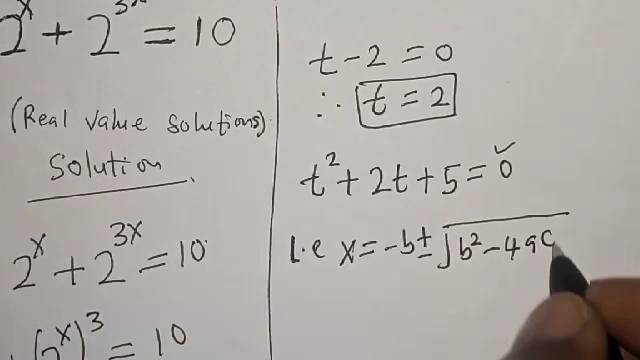 2^x + 2^3x = 10
(Real value solutions)
Solution
2^x + 2^3x = 10
(2^x)^3 = 10
t - 2 = 0
∴ t = 2
t^2 + 2t + 5 = 0 ✓
i.e x = -b ± √b^2 - 4ac